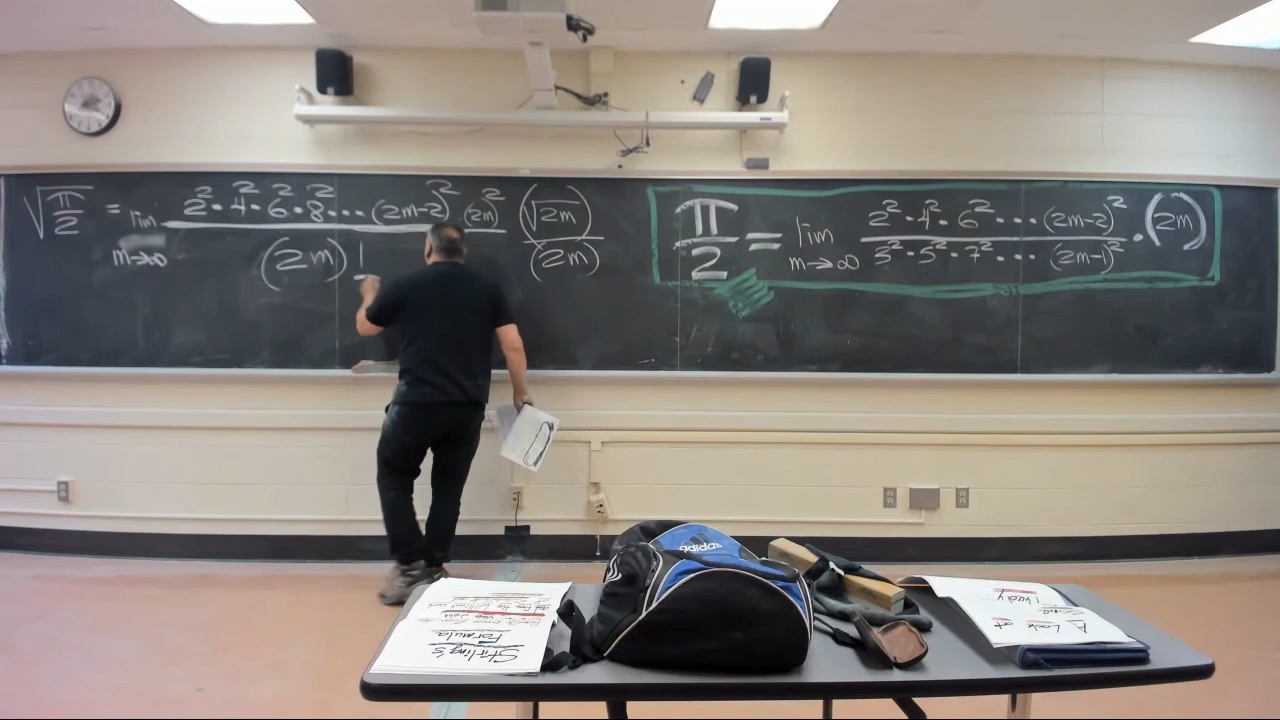 √π/2 = lim m→∞ 2²·4²·6²·8²···(2m-2)²·(2m)² / (2m)! (√2m)/(2m)
π/2 = lim m→∞ 2²·4²·6²···(2m-2)² / 3²·5²·7²···(2m-1)² · (2m)
adidas
Stirling's
Formula
A Look at
Some